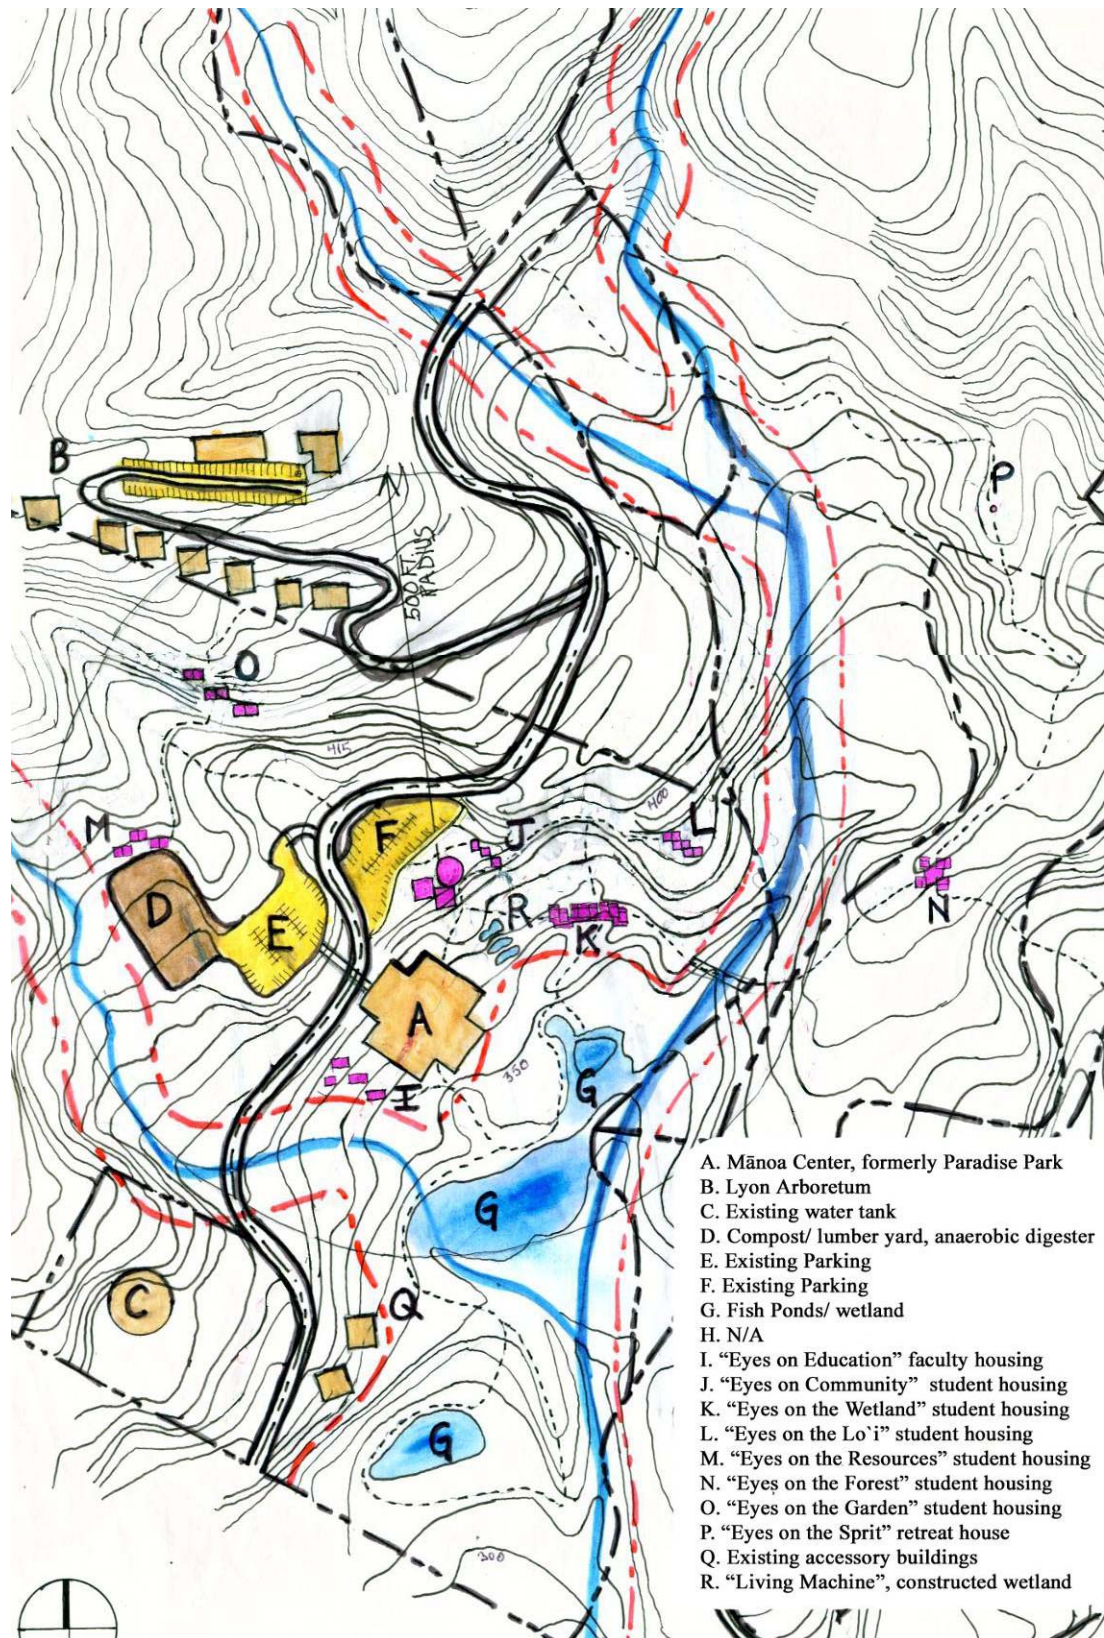 B
P
500 FT.
RADIUS
O
415
M
F
J
400
L
D
E
R
K
N
A
350
G
I
G
Q
C
G
300
A. Mānoa Center, formerly Paradise Park
B. Lyon Arboretum
C. Existing water tank
D. Compost/ lumber yard, anaerobic digester
E. Existing Parking
F. Existing Parking
G. Fish Ponds/ wetland
H. N/A
I. “Eyes on Education” faculty housing
J. “Eyes on Community” student housing
K. “Eyes on the Wetland” student housing
L. “Eyes on the Lo`i” student housing
M. “Eyes on the Resources” student housing
N. “Eyes on the Forest” student housing
O. “Eyes on the Garden” student housing
P. “Eyes on the Sprit” retreat house
Q. Existing accessory buildings
R. “Living Machine”, constructed wetland